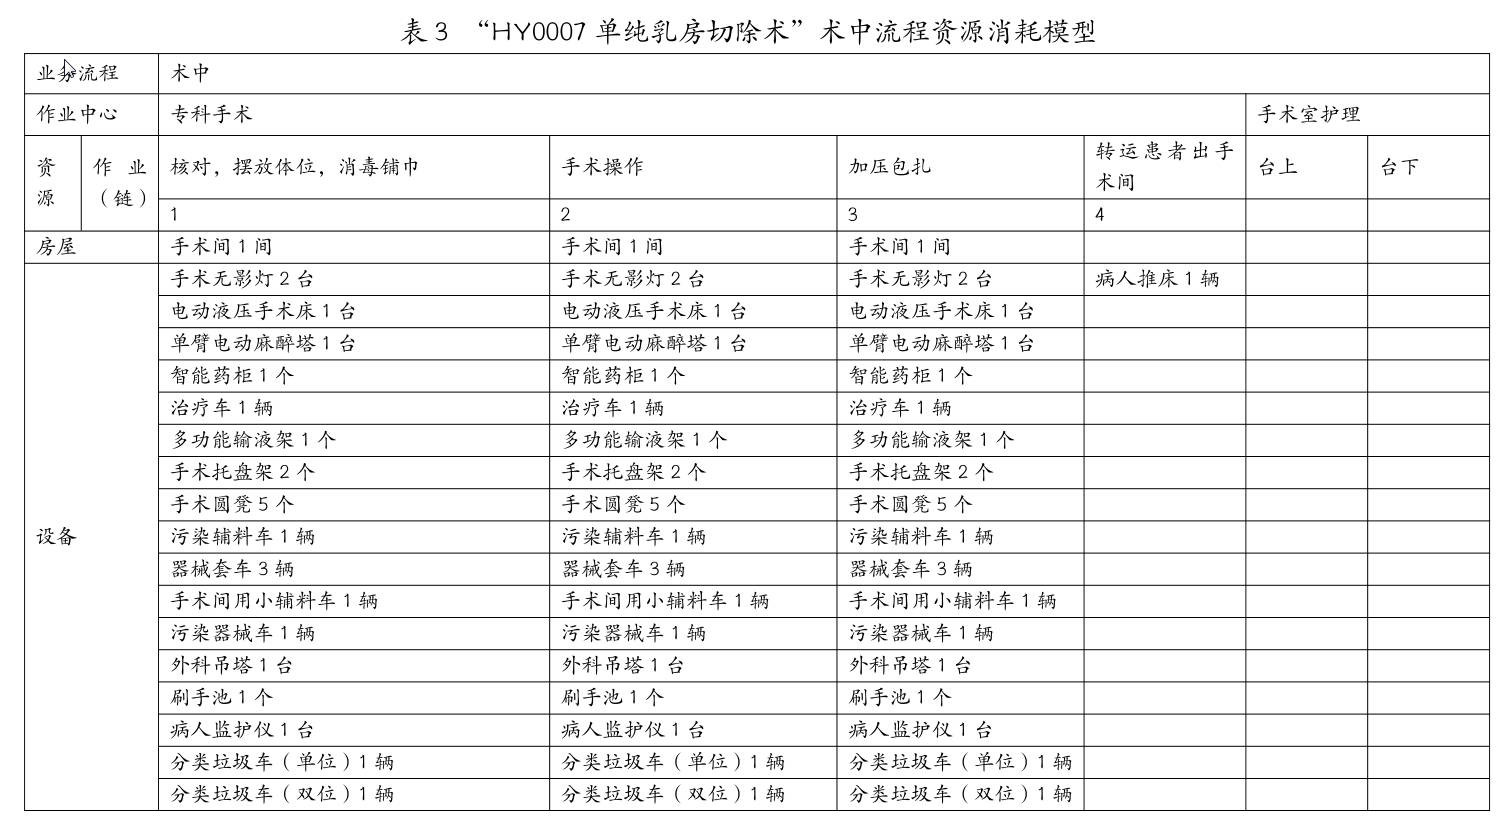 表 3 “HY0007 单纯乳房切除术” 术中流程资源消耗模型
业务流程 术中
作业中心 专科手术 手术室护理
资源 作业（链） 核对，摆放体位，消毒铺巾 手术操作 加压包扎 转运患者出手术间 台上 台下
1 2 3 4
房屋 手术间 1 间 手术间 1 间 手术间 1 间
设备 手术无影灯 2 台 手术无影灯 2 台 手术无影灯 2 台 病人推床 1 辆
电动液压手术床 1 台 电动液压手术床 1 台 电动液压手术床 1 台
单臂电动麻醉塔 1 台 单臂电动麻醉塔 1 台 单臂电动麻醉塔 1 台
智能药柜 1 个 智能药柜 1 个 智能药柜 1 个
治疗车 1 辆 治疗车 1 辆 治疗车 1 辆
多功能输液架 1 个 多功能输液架 1 个 多功能输液架 1 个
手术托盘架 2 个 手术托盘架 2 个 手术托盘架 2 个
手术圆凳 5 个 手术圆凳 5 个 手术圆凳 5 个
污染辅料车 1 辆 污染辅料车 1 辆 污染辅料车 1 辆
器械套车 3 辆 器械套车 3 辆 器械套车 3 辆
手术间用小辅料车 1 辆 手术间用小辅料车 1 辆 手术间用小辅料车 1 辆
污染器械车 1 辆 污染器械车 1 辆 污染器械车 1 辆
外科吊塔 1 台 外科吊塔 1 台 外科吊塔 1 台
刷手池 1 个 刷手池 1 个 刷手池 1 个
病人监护仪 1 台 病人监护仪 1 台 病人监护仪 1 台
分类垃圾车（单位）1 辆 分类垃圾车（单位）1 辆 分类垃圾车（单位）1 辆
分类垃圾车（双位）1 辆 分类垃圾车（双位）1 辆 分类垃圾车（双位）1 辆